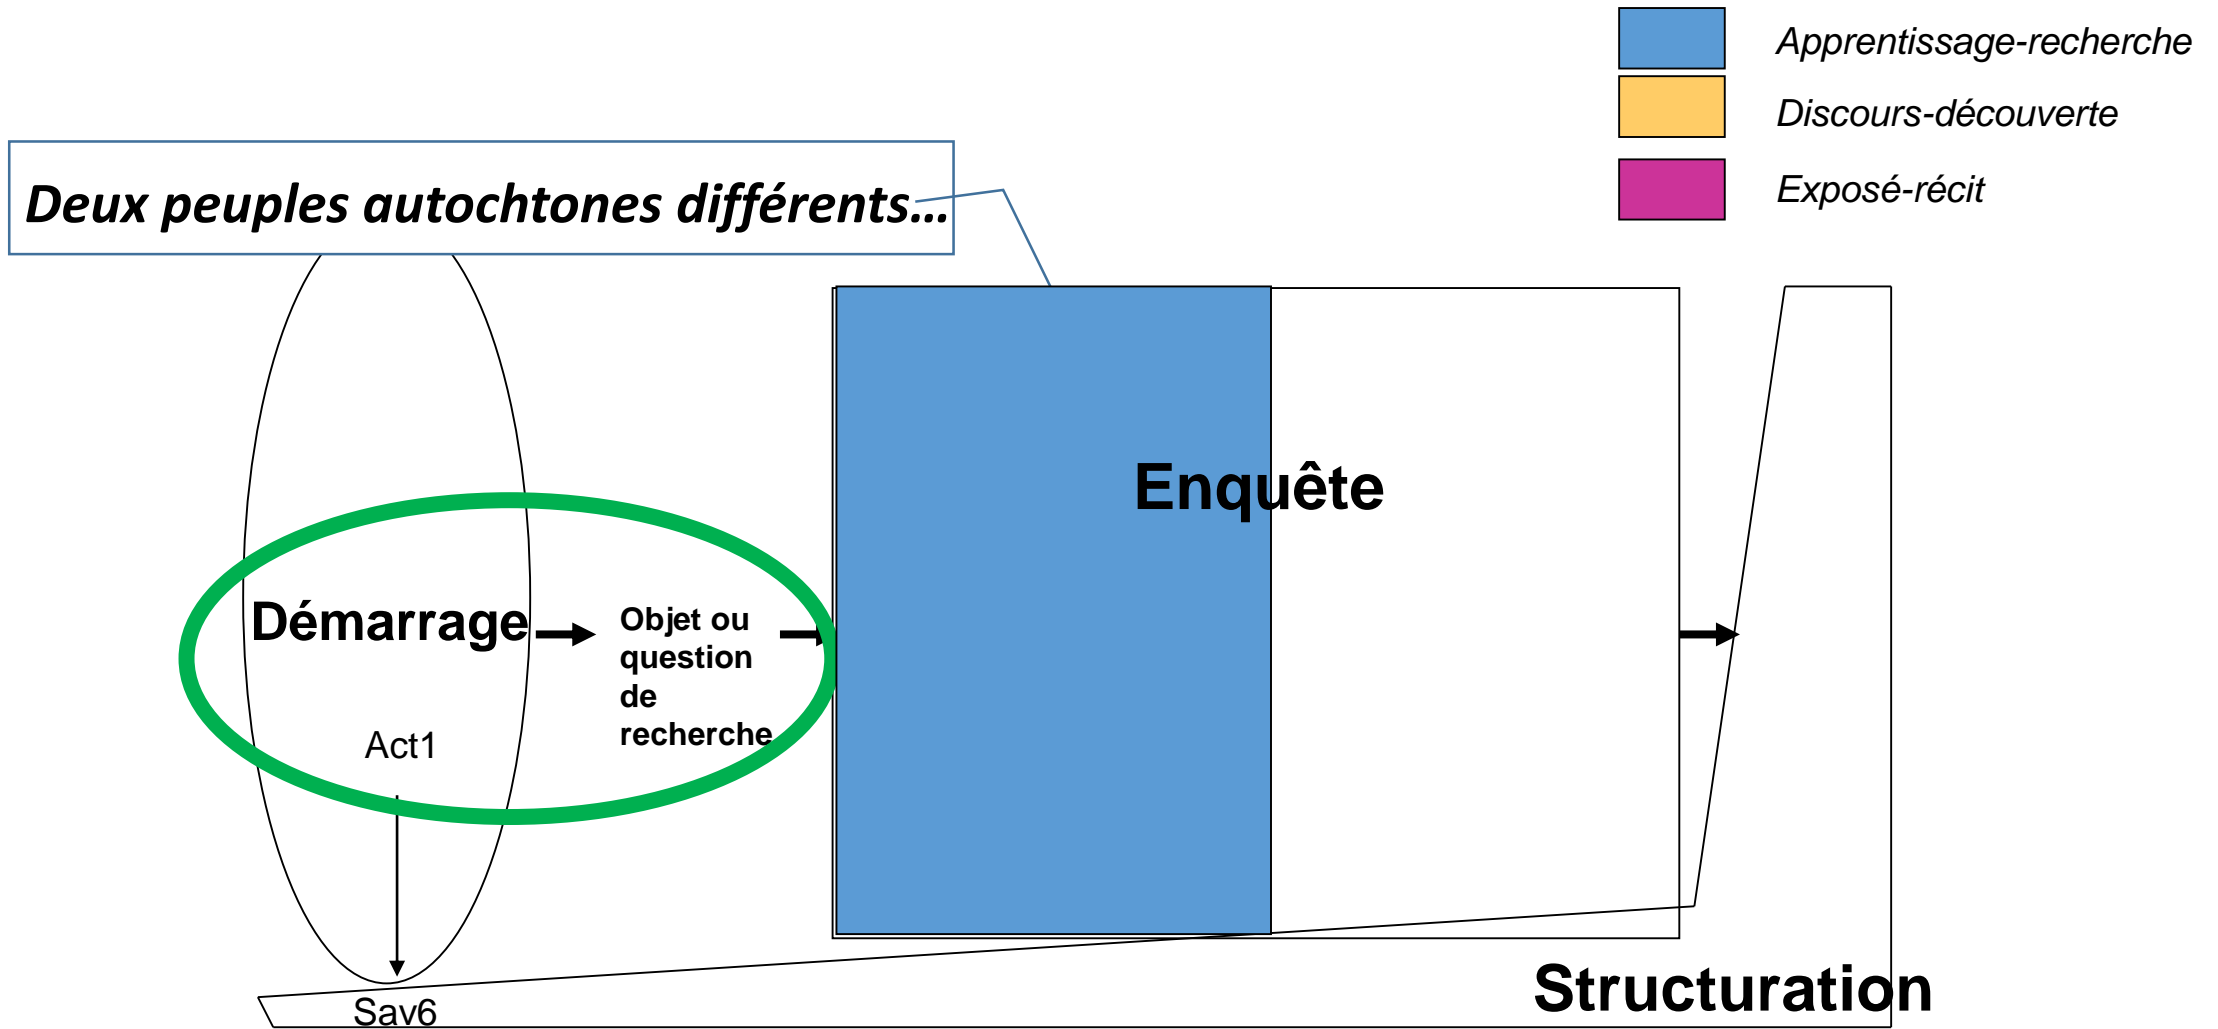 Apprentissage-recherche
Discours-découverte
Exposé-récit
Deux peuples autochtones différents…
Enquête
Démarrage
Objet ou
question
de
recherche
Act1
Structuration
Sav6